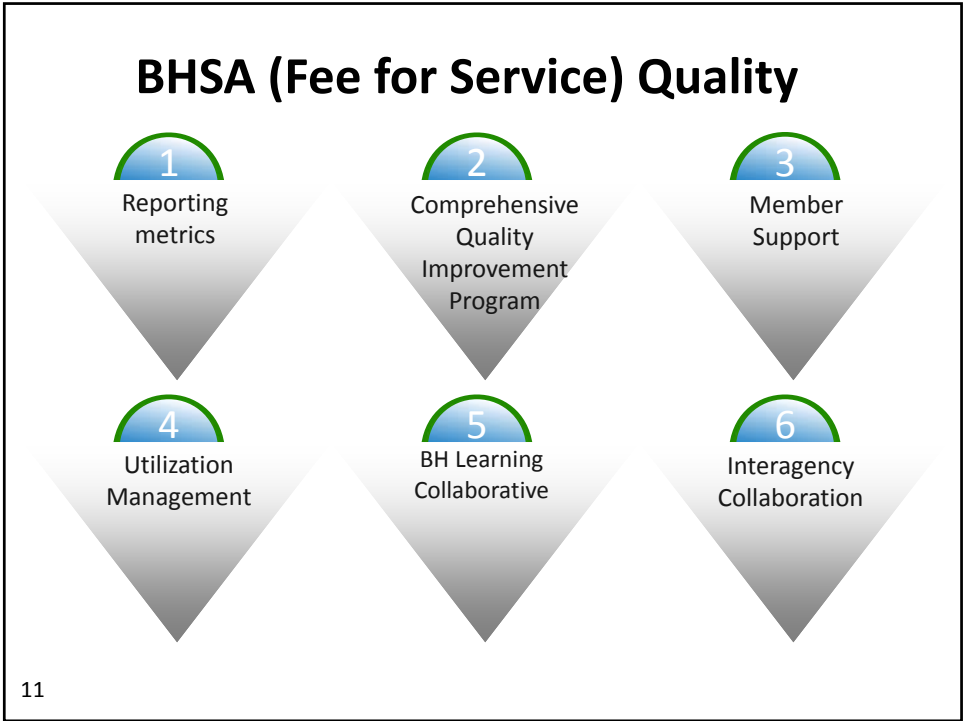 BHSA (Fee for Service) Quality
1
Reporting
metrics
2
Comprehensive
Quality
Improvement
Program
3
Member
Support
4
Utilization
Management
5
BH Learning
Collaborative
6
Interagency
Collaboration
11